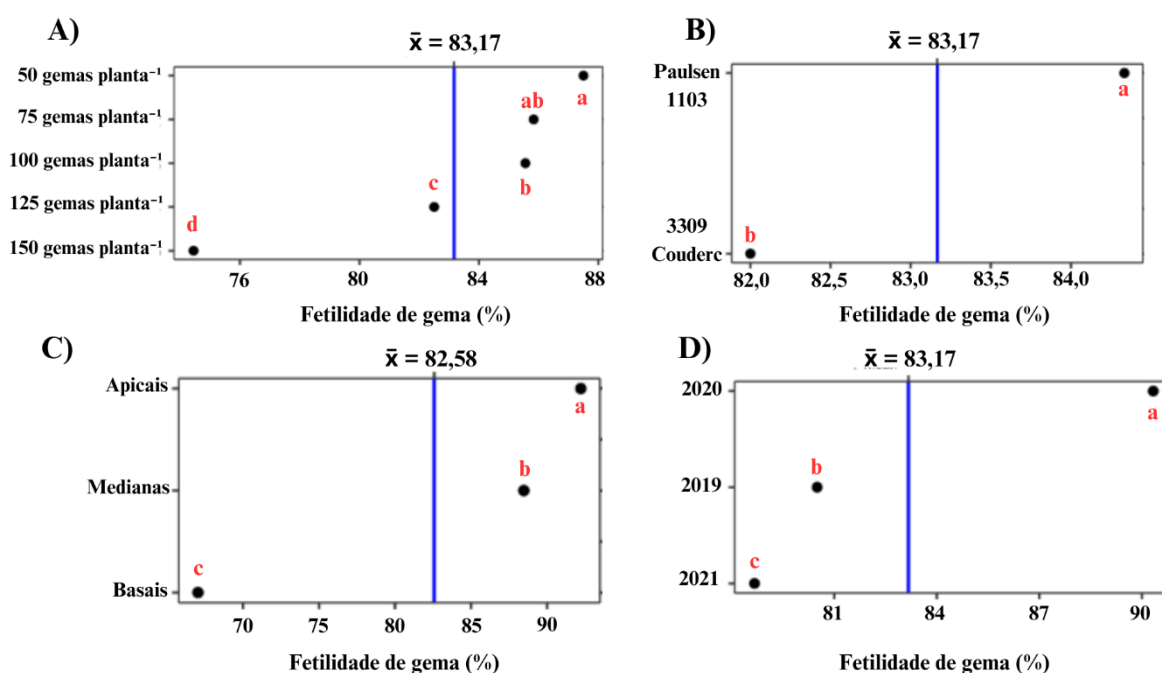 A)
x̄ = 83,17
50 gemas planta⁻¹
a
ab
75 gemas planta⁻¹
100 gemas planta⁻¹
b
c
125 gemas planta⁻¹
d
150 gemas planta⁻¹
76 80 84 88
Fetilidade de gema (%)
B)
x̄ = 83,17
Paulsen
1103
a
3309
Couderc
b
82,0 82,5 83,0 83,5 84,0
Fetilidade de gema (%)
C)
x̄ = 82,58
Apicais
a
b
Medianas
c
Basais
70 75 80 85 90
Fetilidade de gema (%)
D)
x̄ = 83,17
2020
a
b
2019
c
2021
81 84 87 90
Fetilidade de gema (%)